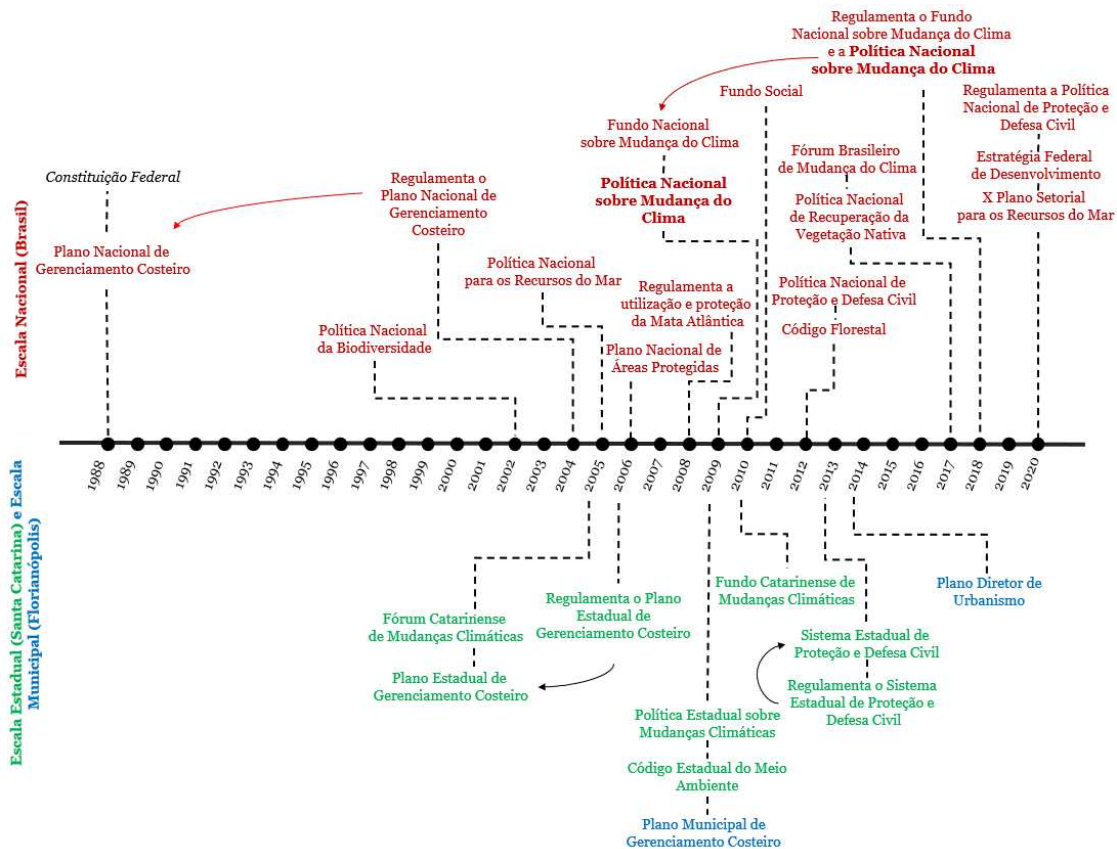 Escala Nacional (Brasil)
Constituição Federal
Plano Nacional de
Gerenciamento Costeiro
Regulamenta o
Plano Nacional de
Gerenciamento
Costeiro
Política Nacional
da Biodiversidade
Política Nacional
para os Recursos do Mar
Fundo Nacional
sobre Mudança do Clima
Política Nacional
sobre Mudança do
Clima
Regulamenta a
utilização e proteção
da Mata Atlântica
Plano Nacional de
Áreas Protegidas
Regulamenta o Fundo
Nacional sobre Mudança do Clima
e a Política Nacional
sobre Mudança do Clima
Fundo Social
Fórum Brasileiro
de Mudança do Clima
Política Nacional
de Recuperação da
Vegetação Nativa
Política Nacional de
Proteção e Defesa Civil
Código Florestal
Regulamenta a Política
Nacional de Proteção e
Defesa Civil
Estratégia Federal
de Desenvolvimento
X Plano Setorial
para os Recursos do Mar
1988
1989
1990
1991
1992
1993
1994
1995
1996
1997
1998
1999
2000
2001
2002
2003
2004
2005
2006
2007
2008
2009
2010
2011
2012
2013
2014
2015
2016
2017
2018
2019
2020
Escala Estadual (Santa Catarina) e Escala
Municipal (Florianópolis)
Fórum Catarinense
de Mudanças Climáticas
Plano Estadual de
Gerenciamento Costeiro
Regulamenta o Plano
Estadual de
Gerenciamento Costeiro
Política Estadual sobre
Mudanças Climáticas
Código Estadual do Meio
Ambiente
Plano Municipal de
Gerenciamento Costeiro
Fundo Catarinense de
Mudanças Climáticas
Sistema Estadual de
Proteção e Defesa Civil
Regulamenta o Sistema
Estadual de Proteção e
Defesa Civil
Plano Diretor de
Urbanismo